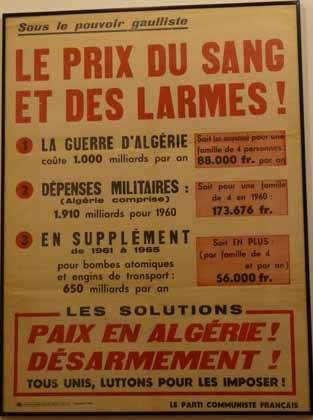 Sous le pouvoir gaulliste
LE PRIX DU SANG
ET DES LARMES !
1 LA GUERRE D'ALGÉRIE
coûte 1.000 milliards par an
Soit un annuel pour une
famille de 4 personnes :
88.000 fr. par an
2 DÉPENSES MILITAIRES :
(Algérie comprise)
1.910 milliards pour 1960
Soit pour une famille
de 4 en 1960 :
173.676 fr.
3 EN SUPPLÉMENT
de 1961 à 1965
pour bombes atomiques
et engins de transport :
650 milliards par an
Soit EN PLUS :
(par famille de 4
et par an)
56.000 fr.
LES SOLUTIONS
PAIX EN ALGÉRIE !
DÉSARMEMENT !
TOUS UNIS, LUTTONS POUR LES IMPOSER !
LE PARTI COMMUNISTE FRANÇAIS